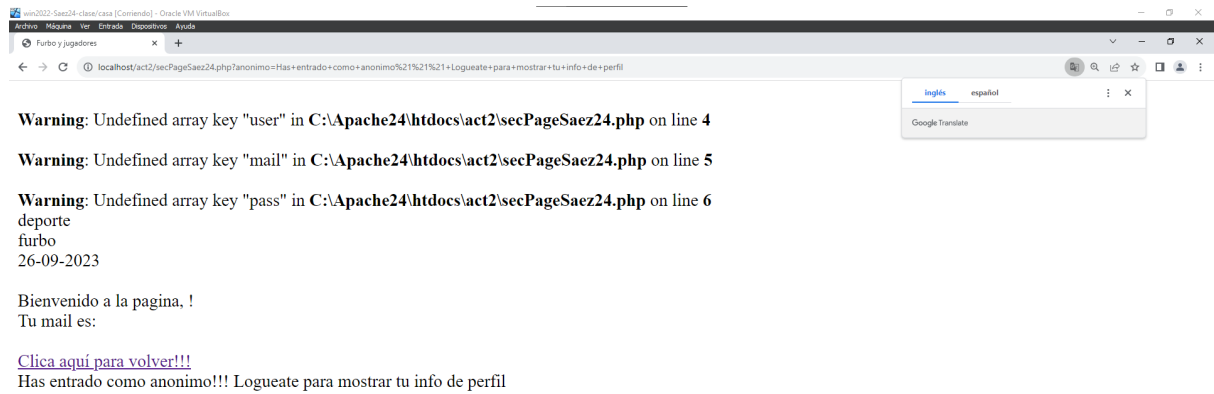 win2022-Saez24-clase/casa [Corriendo] - Oracle VM VirtualBox
Archivo Máquina Ver Entrada Dispositivos Ayuda
Furbo y jugadores
localhost/act2/secPageSaez24.php?anonimo=Has+entrado+como+anonimo%21%21%21+Logueate+para+mostrar+tu+info+de+perfil
inglés español
Google Translate
Warning: Undefined array key "user" in C:\Apache24\htdocs\act2\secPageSaez24.php on line 4
Warning: Undefined array key "mail" in C:\Apache24\htdocs\act2\secPageSaez24.php on line 5
Warning: Undefined array key "pass" in C:\Apache24\htdocs\act2\secPageSaez24.php on line 6
deporte
furbo
26-09-2023
Bienvenido a la pagina, !
Tu mail es:
Clica aquí para volver!!!
Has entrado como anonimo!!! Logueate para mostrar tu info de perfil